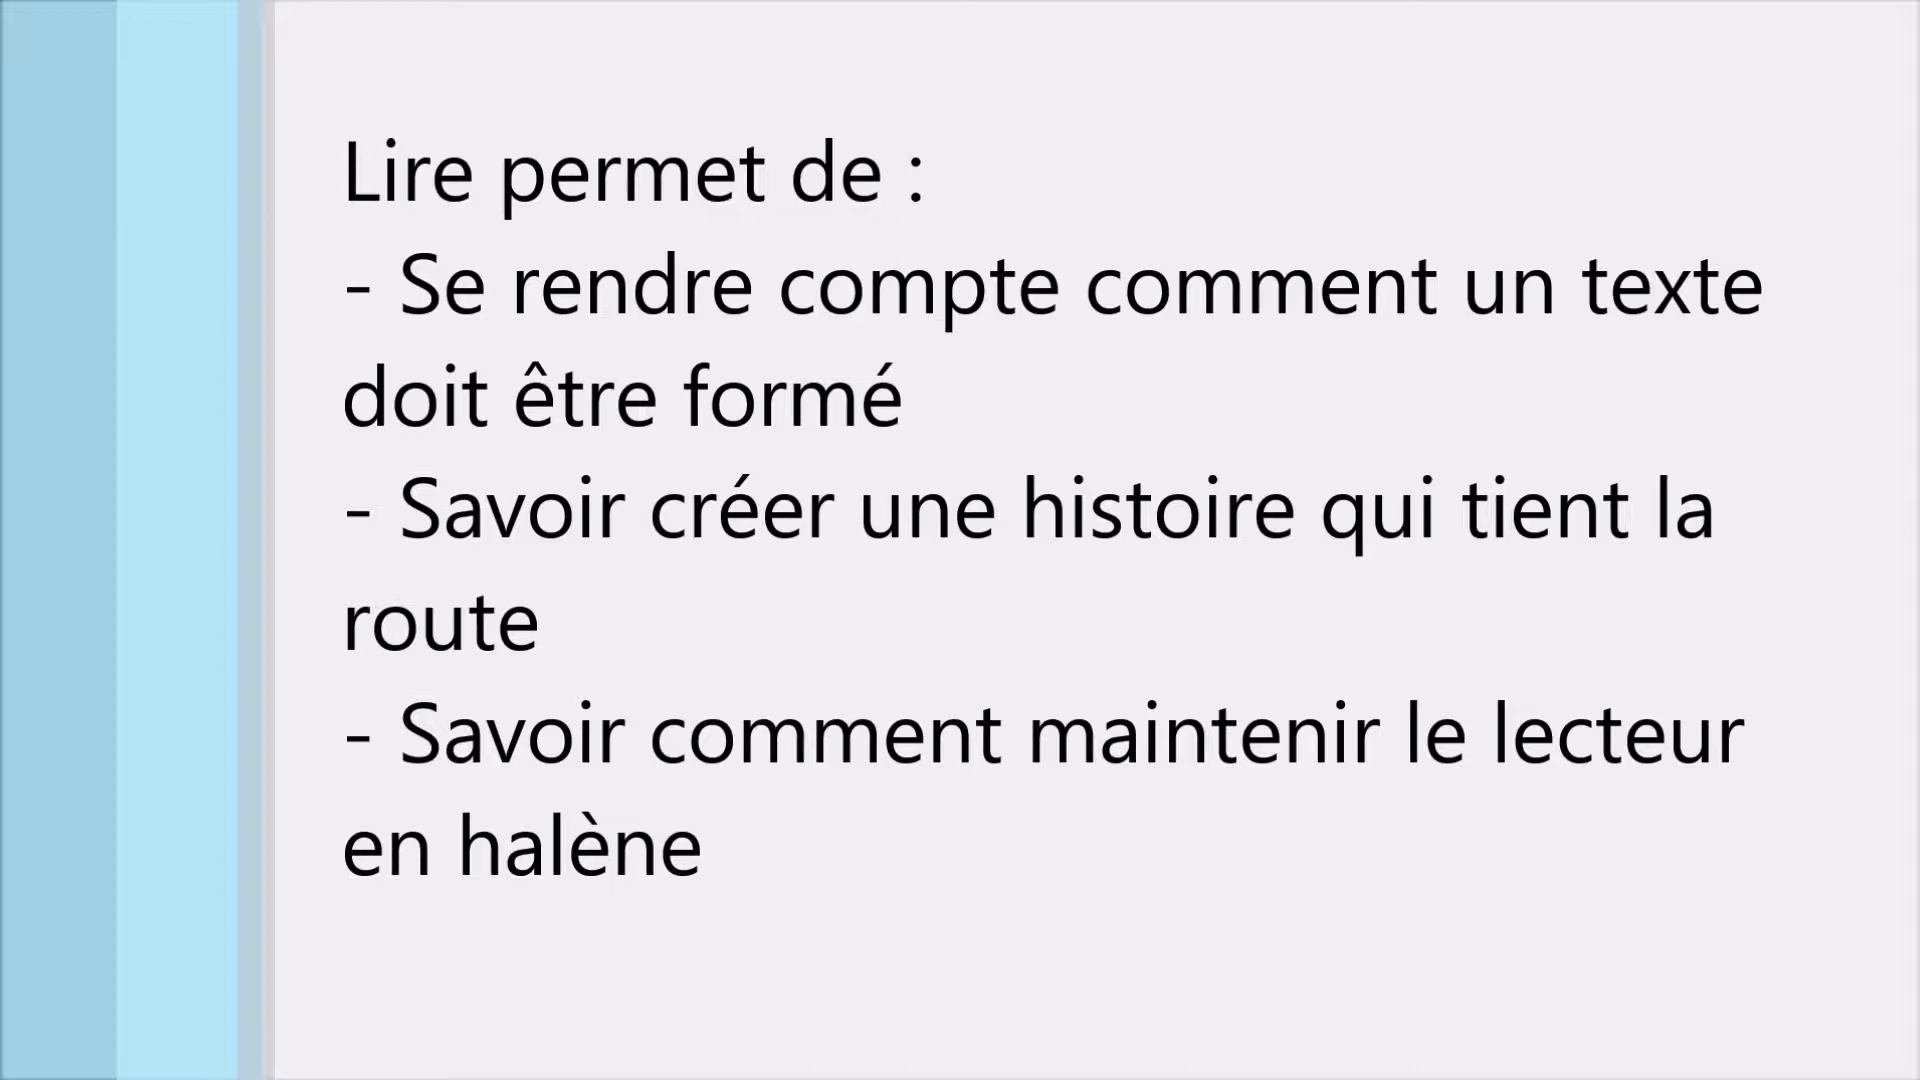 Lire permet de :
- Se rendre compte comment un texte
doit être formé
- Savoir créer une histoire qui tient la
route
- Savoir comment maintenir le lecteur
en halène